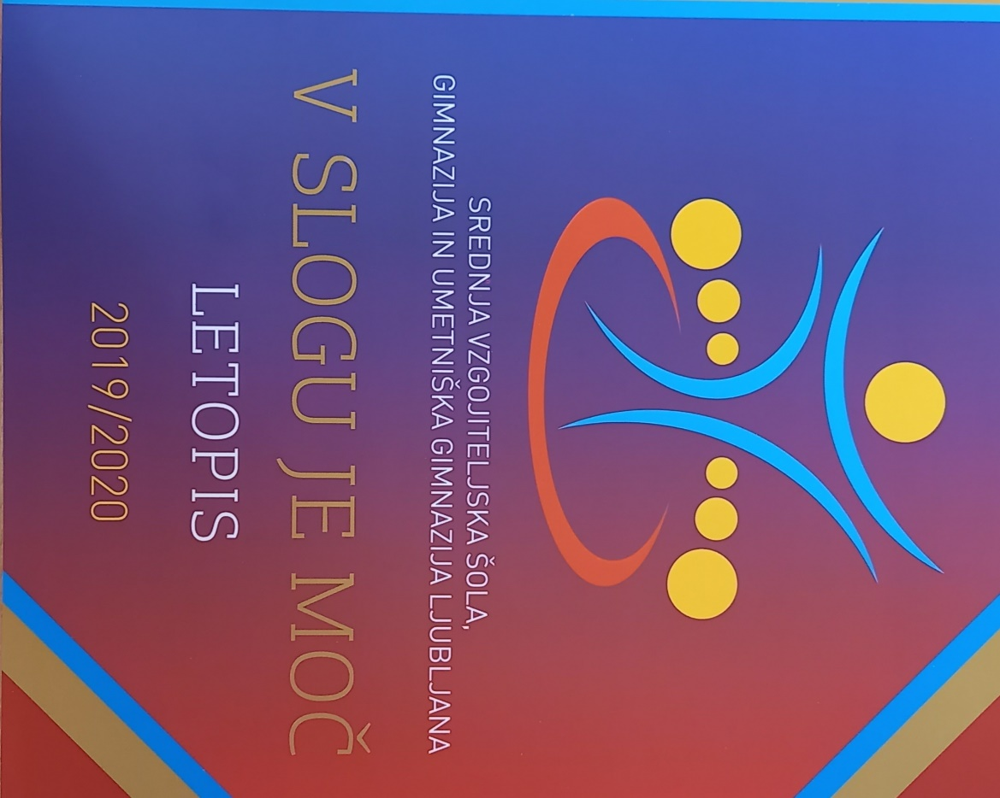 SREDNJA VZGOJITELJSKA ŠOLA,
GIMNAZIJA IN UMETNIŠKA GIMNAZIJA LJUBLJANA
V SLOGU JE MOČ
LETOPIS
2019/2020